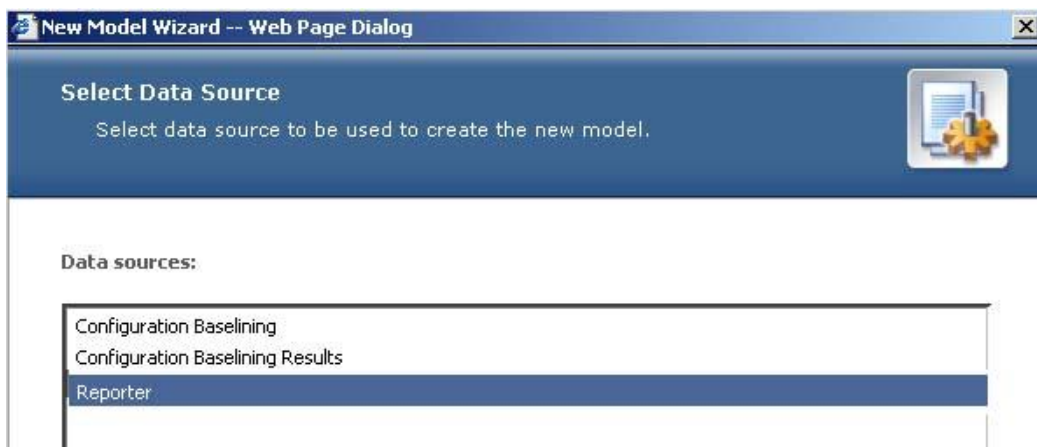 New Model Wizard -- Web Page Dialog
Select Data Source
Select data source to be used to create the new model.
Data sources:
Configuration Baselining
Configuration Baselining Results
Reporter